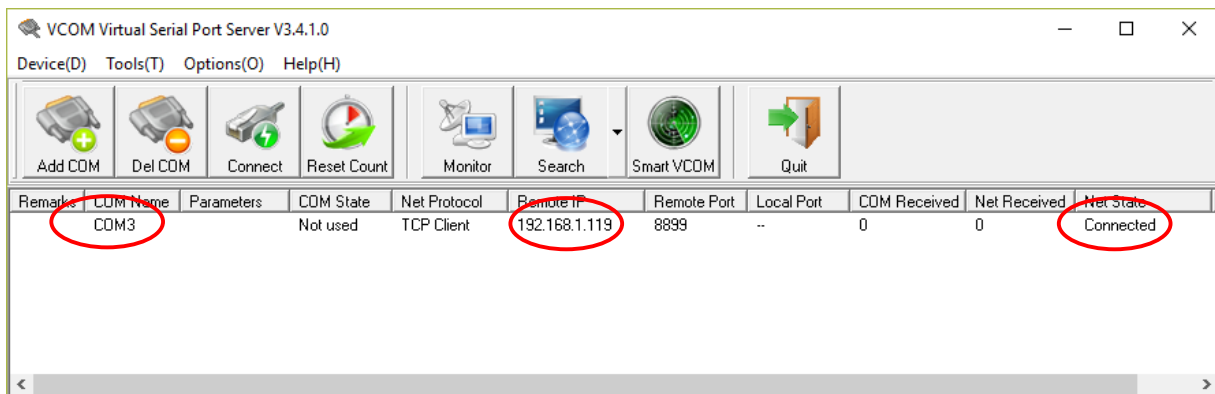 VCOM Virtual Serial Port Server V3.4.1.0
Device(D) Tools(T) Options(O) Help(H)
Add COM Del COM Connect Reset Count Monitor Search Smart VCOM Quit
Remarks COM Name Parameters COM State Net Protocol Remote IP Remote Port Local Port COM Received Net Received Net State
COM3 Not used TCP Client 192.168.1.119 8899 -- 0 0 Connected